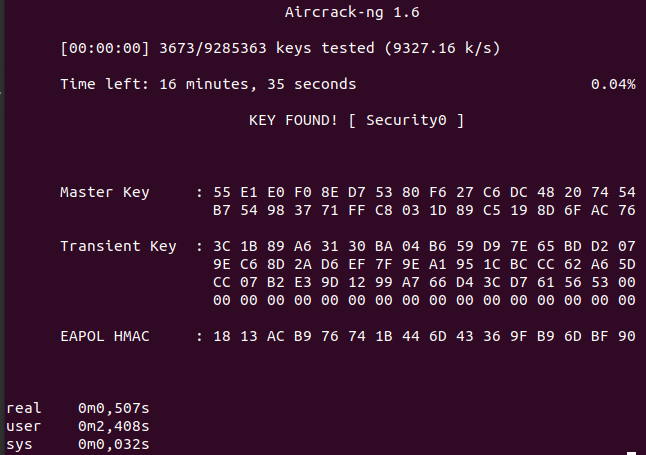 Aircrack-ng 1.6
[00:00:00] 3673/9285363 keys tested (9327.16 k/s)
Time left: 16 minutes, 35 seconds 0.04%
KEY FOUND! [ Security0 ]
Master Key : 55 E1 E0 F0 8E D7 53 80 F6 27 C6 DC 48 20 74 54
B7 54 98 37 71 FF C8 03 1D 89 C5 19 8D 6F AC 76
Transient Key : 3C 1B 89 A6 31 30 BA 04 B6 59 D9 7E 65 BD D2 07
9E C6 8D 2A D6 EF 7F 9E A1 95 1C BC CC 62 A6 5D
CC 07 B2 E3 9D 12 99 A7 66 D4 3C D7 61 56 53 00
00 00 00 00 00 00 00 00 00 00 00 00 00 00 00 00
EAPOL HMAC : 18 13 AC B9 76 74 1B 44 6D 43 36 9F B9 6D BF 90
real 0m0,507s
user 0m2,408s
sys 0m0,032s